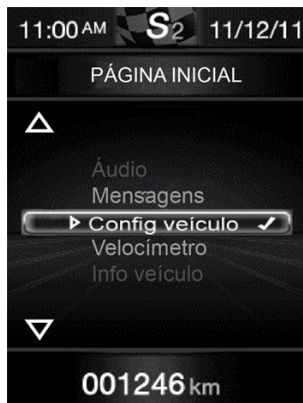 11:00 AM S2 11/12/11
PÁGINA INICIAL
Áudio
Mensagens
Config veículo
Velocímetro
Info veículo
001246 km